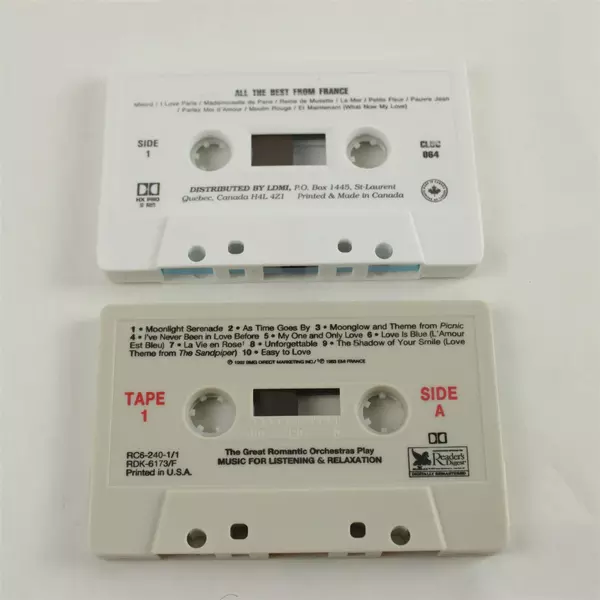 ALL THE BEST FROM FRANCE
Milord / I Love Paris / Mademoiselle de Paris / Reine de Musette / La Mer / Petite Fleur / Pauvre Jean
/ Parlez Moi d'Amour / Moulin Rouge / Et Maintenant (What Now My Love)
SIDE
1
064
HX PRO
DISTRIBUTED BY LDMI, P.O. Box 1445, St-Laurent
Quebec, Canada H4L 4Z1 Printed & Made in Canada
1 • Moonlight Serenade 2 • As Time Goes By 3 • Moonglow and Theme from Picnic
4 • I've Never Been in Love Before 5 • My One and Only Love 6 • Love Is Blue (L'Amour
Est Bleu) 7 • La Vie en Rose¹ 8 • Unforgettable 9 • The Shadow of Your Smile (Love
Theme from The Sandpiper) 10 • Easy to Love
TAPE
1
SIDE
A
RC6-240-1/1
RDK-6173/F
Printed in U.S.A.
The Great Romantic Orchestras Play
MUSIC FOR LISTENING & RELAXATION
Reader's
Digest
DIGITALLY REMASTERED